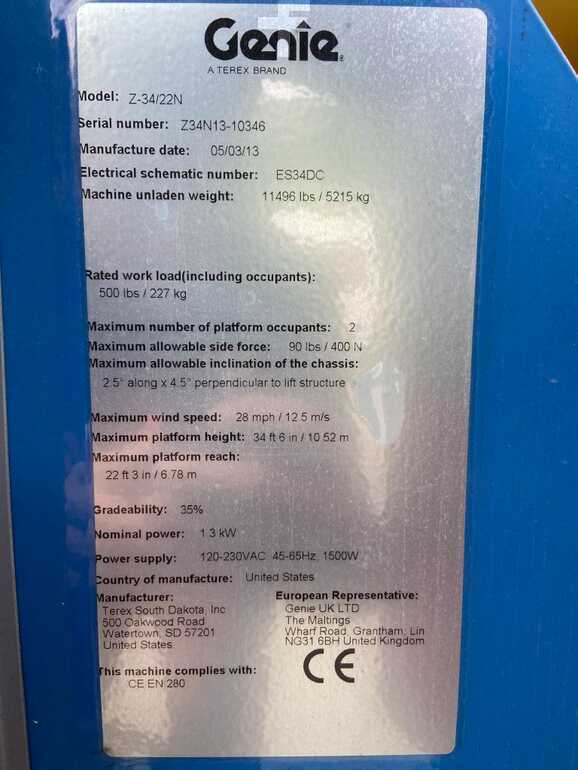 Genie
A TEREX BRAND
Model: Z-34/22N
Serial number: Z34N13-10346
Manufacture date: 05/03/13
Electrical schematic number: ES34DC
Machine unladen weight: 11496 lbs / 5215 kg
Rated work load(including occupants):
500 lbs / 227 kg
Maximum number of platform occupants: 2
Maximum allowable side force: 90 lbs / 400 N
Maximum allowable inclination of the chassis:
2.5° along x 4.5° perpendicular to lift structure
Maximum wind speed: 28 mph / 12.5 m/s
Maximum platform height: 34 ft 6 in / 10.52 m
Maximum platform reach:
22 ft 3 in / 6.78 m
Gradeability: 35%
Nominal power: 1.3 kW
Power supply: 120-230VAC, 45-65Hz, 1500W
Country of manufacture: United States
Manufacturer:
Terex South Dakota, Inc
500 Oakwood Road
Watertown, SD 57201
United States
European Representative:
Genie UK LTD
The Maltings
Wharf Road, Grantham, Lin
NG31 6BH United Kingdom
This machine complies with:
CE EN 280
CE